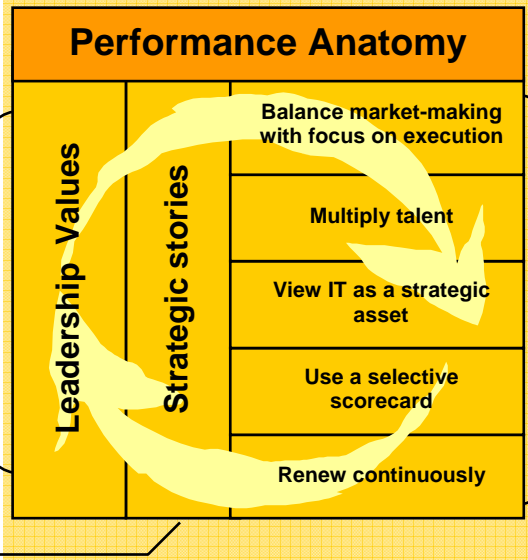 Performance Anatomy
Leadership Values
Strategic stories
Balance market-making
with focus on execution
Multiply talent
View IT as a strategic
asset
Use a selective
scorecard
Renew continuously